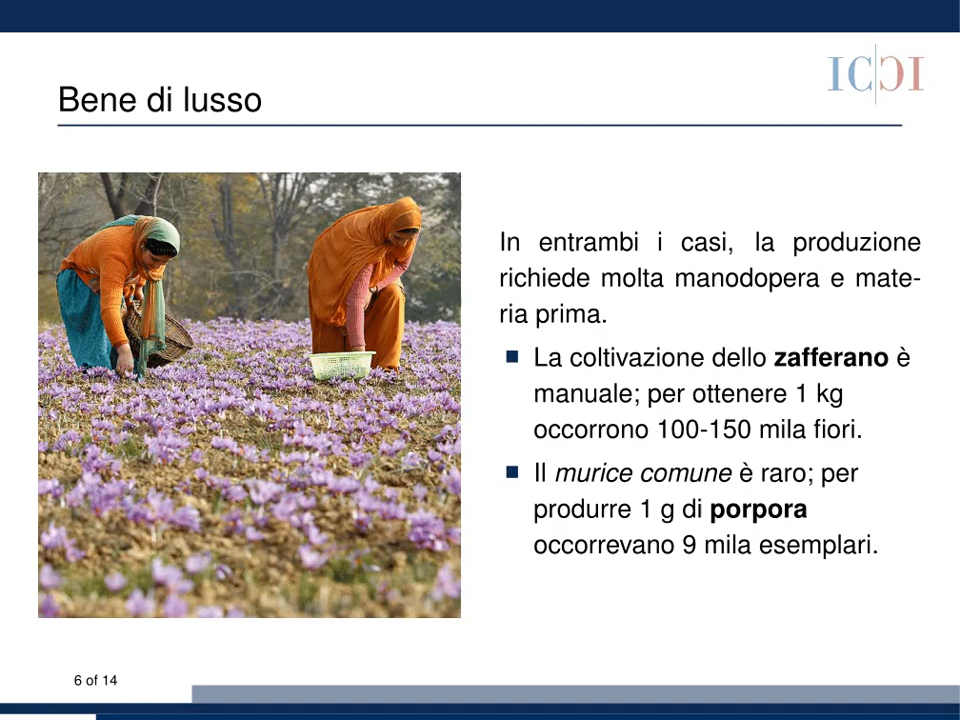 ICCI
Bene di lusso
In entrambi i casi, la produzione
richiede molta manodopera e mate-
ria prima.
La coltivazione dello zafferano è
manuale; per ottenere 1 kg
occorrono 100-150 mila fiori.
Il murice comune è raro; per
produrre 1 g di porpora
occorrevano 9 mila esemplari.
6 of 14